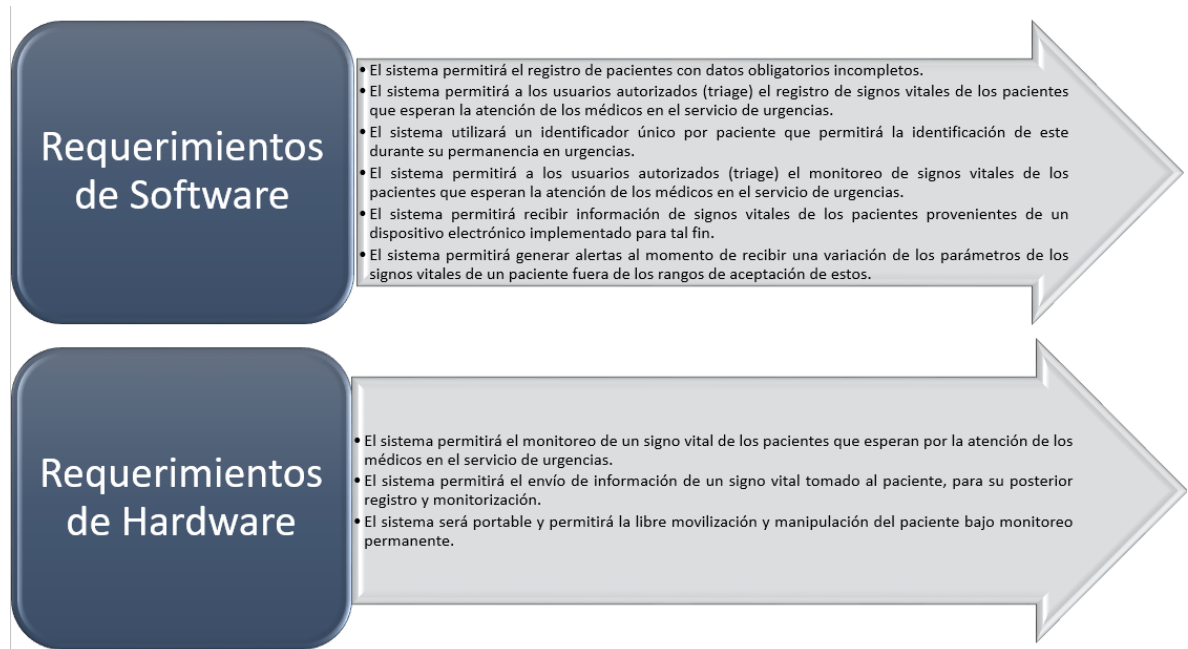 Requerimientos
de Software
• El sistema permitirá el registro de pacientes con datos obligatorios incompletos.
• El sistema permitirá a los usuarios autorizados (triage) el registro de signos vitales de los pacientes
que esperan la atención de los médicos en el servicio de urgencias.
• El sistema utilizará un identificador único por paciente que permitirá la identificación de este
durante su permanencia en urgencias.
• El sistema permitirá a los usuarios autorizados (triage) el monitoreo de signos vitales de los
pacientes que esperan la atención de los médicos en el servicio de urgencias.
• El sistema permitirá recibir información de signos vitales de los pacientes provenientes de un
dispositivo electrónico implementado para tal fin.
• El sistema permitirá generar alertas al momento de recibir una variación de los parámetros de los
signos vitales de un paciente fuera de los rangos de aceptación de estos.
Requerimientos
de Hardware
• El sistema permitirá el monitoreo de un signo vital de los pacientes que esperan por la atención de los
médicos en el servicio de urgencias.
• El sistema permitirá el envío de información de un signo vital tomado al paciente, para su posterior
registro y monitorización.
• El sistema será portable y permitirá la libre movilización y manipulación del paciente bajo monitoreo
permanente.